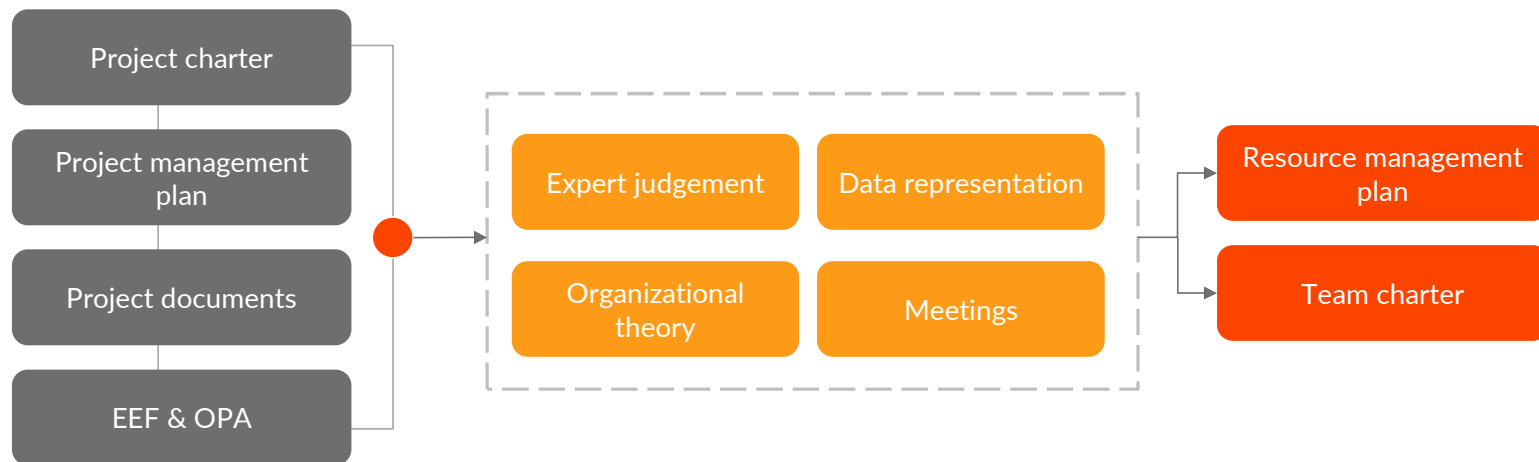 Project charter
Project management
plan
Project documents
EEF & OPA
Expert judgement
Data representation
Organizational
theory
Meetings
Resource management
plan
Team charter